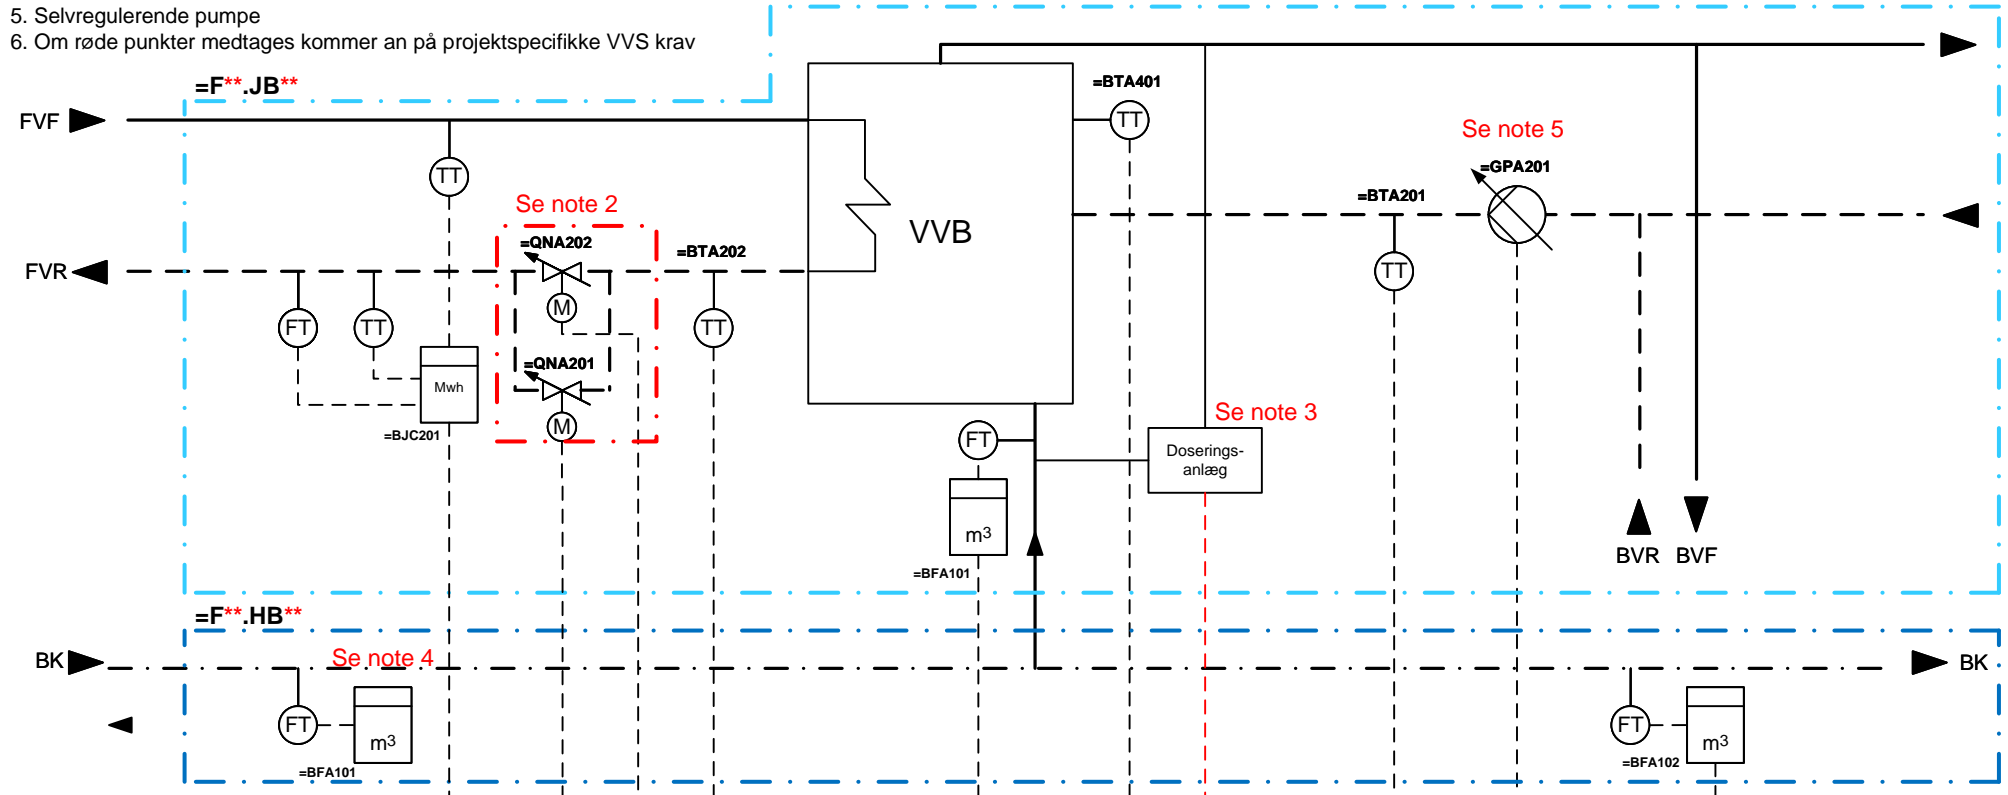 5. Selvregulerende pumpe
6. Om røde punkter medtages kommer an på projektspecifikke VVS krav
=F**.JB**
=BTA401
FVF
TT
TT
Se note 5
=GPA201
Se note 2
=BTA201
=QNA202
=BTA202
VVB
FVR
TT
M
FT
TT
TT
=QNA201
Mwh
=BJC201
M
Se note 3
FT
Doserings-
anlæg
m3
BVR
BVF
=BFA101
=F**.HB**
BK
Se note 4
BK
FT
m3
FT
m3
=BFA101
=BFA102